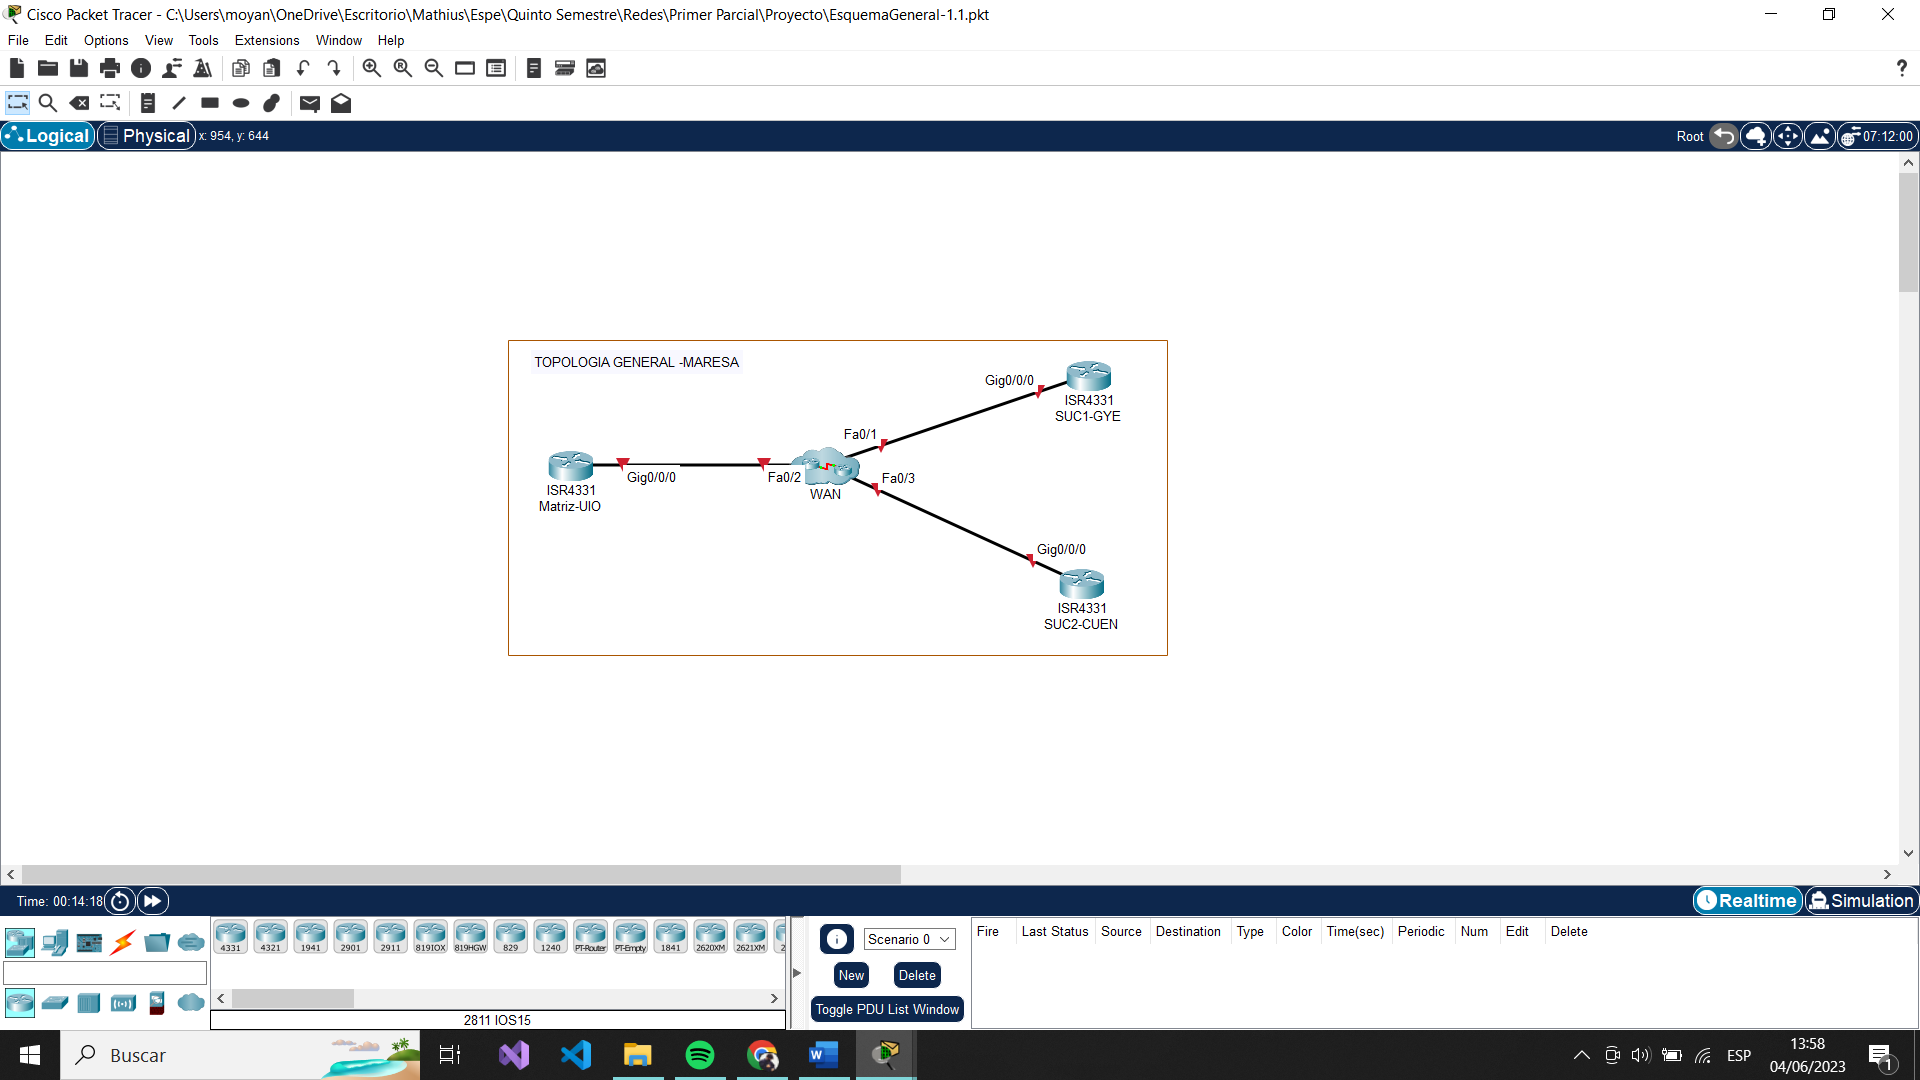 Cisco Packet Tracer - C:\Users\moyan\OneDrive\Escritorio\Mathius\Espe\Quinto Semestre\Redes\Primer Parcial\Proyecto\EsquemaGeneral-1.1.pkt
File Edit Options View Tools Extensions Window Help
?
Logical Physical x: 954, y: 644 Root 07:12:00
TOPOLOGIA GENERAL -MARESA
Gig0/0/0
ISR4331
SUC1-GYE
Fa0/1
Gig0/0/0
Fa0/2
Fa0/3
ISR4331
Matriz-UIO
WAN
Gig0/0/0
ISR4331
SUC2-CUEN
Time: 00:14:18 Realtime Simulation
4331 4321 1941 2901 2911 819IOX 819HGW 829 1240 PT-Router PT-Empty 1841 2620XM 2621XM 2
2811 IOS15
Scenario 0
New Delete
Toggle PDU List Window
Fire Last Status Source Destination Type Color Time(sec) Periodic Num Edit Delete
Buscar
ESP
13:58
04/06/2023
1